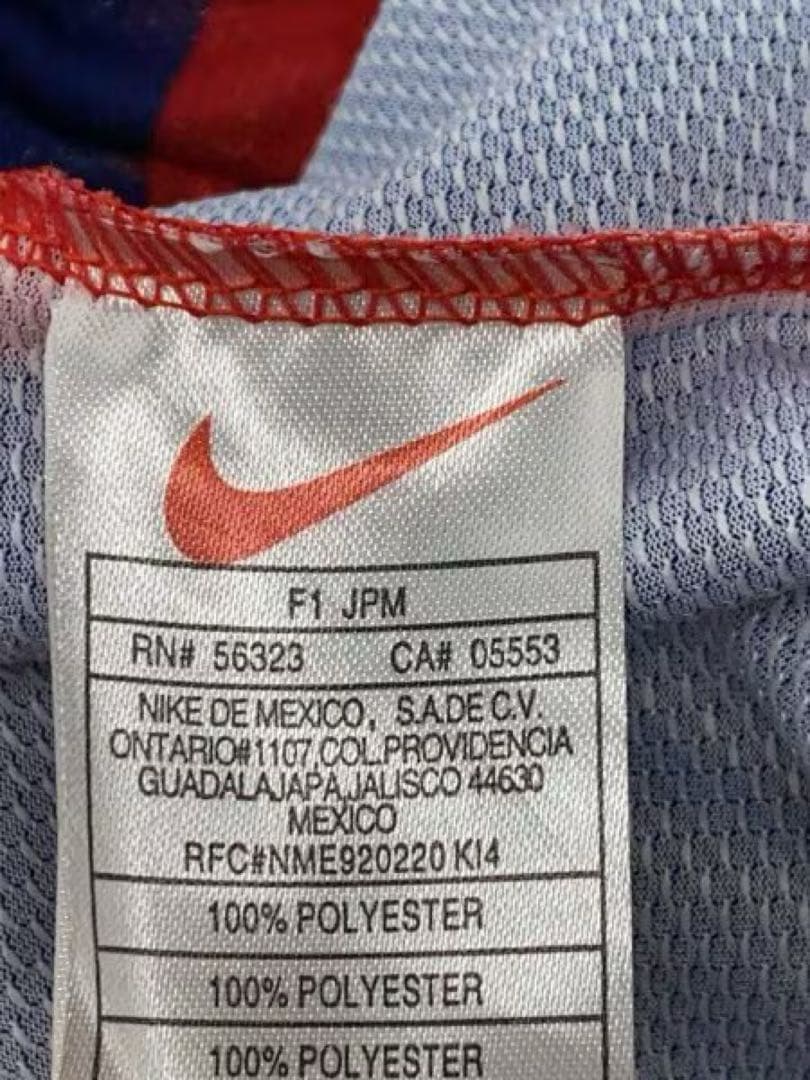 F1 JPM
RN# 56323 CA# 05553
NIKE DE MEXICO, S.A.DE C.V.
ONTARIO#1107,COL.PROVIDENCIA
GUADALAJAPA,JALISCO 44630
MEXICO
RFC#NME920220 KI4
100% POLYESTER
100% POLYESTER
100% POLYESTER